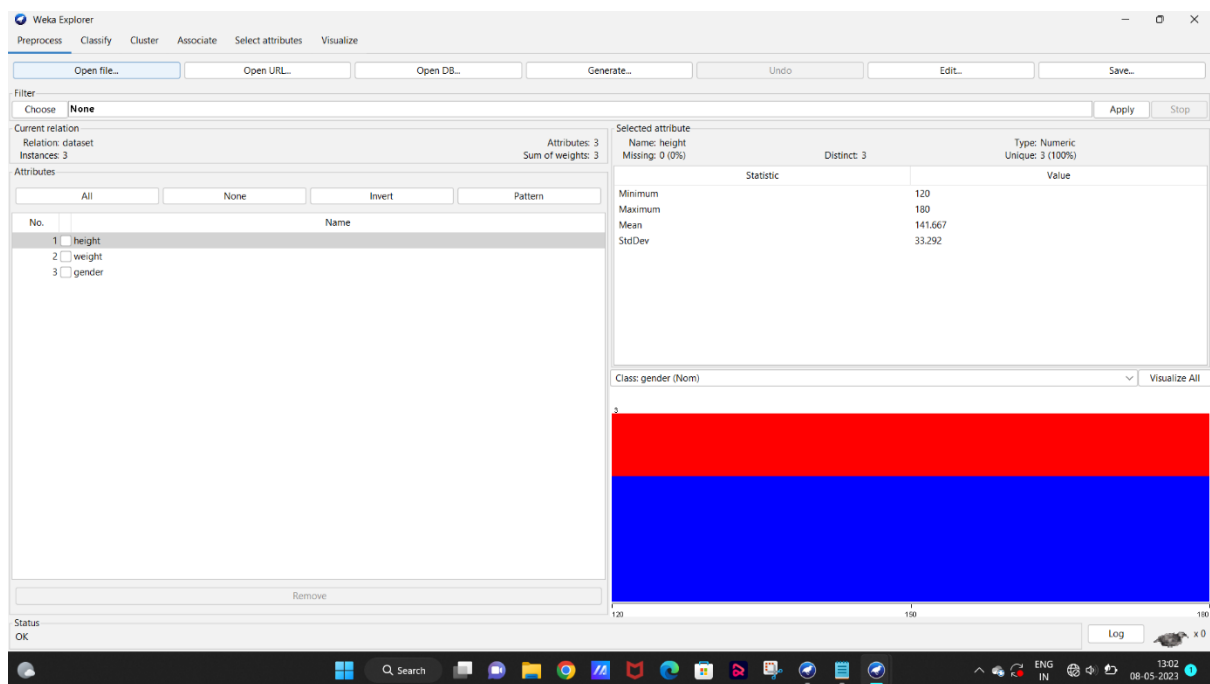 Weka Explorer
Preprocess Classify Cluster Associate Select attributes Visualize
Open file... Open URL... Open DB... Generate... Undo Edit... Save...
Filter
Choose None Apply Stop
Current relation
Relation: dataset Attributes: 3
Instances: 3 Sum of weights: 3
Attributes
All None Invert Pattern
No. Name
1 height
2 weight
3 gender
Remove
Selected attribute
Name: height Type: Numeric
Missing: 0 (0%) Distinct: 3 Unique: 3 (100%)
Statistic Value
Minimum 120
Maximum 180
Mean 141.667
StdDev 33.292
Class: gender (Nom) Visualize All
3
120 150 180
Status
OK Log x 0
Search ENG 13:02
IN 08-05-2023 1